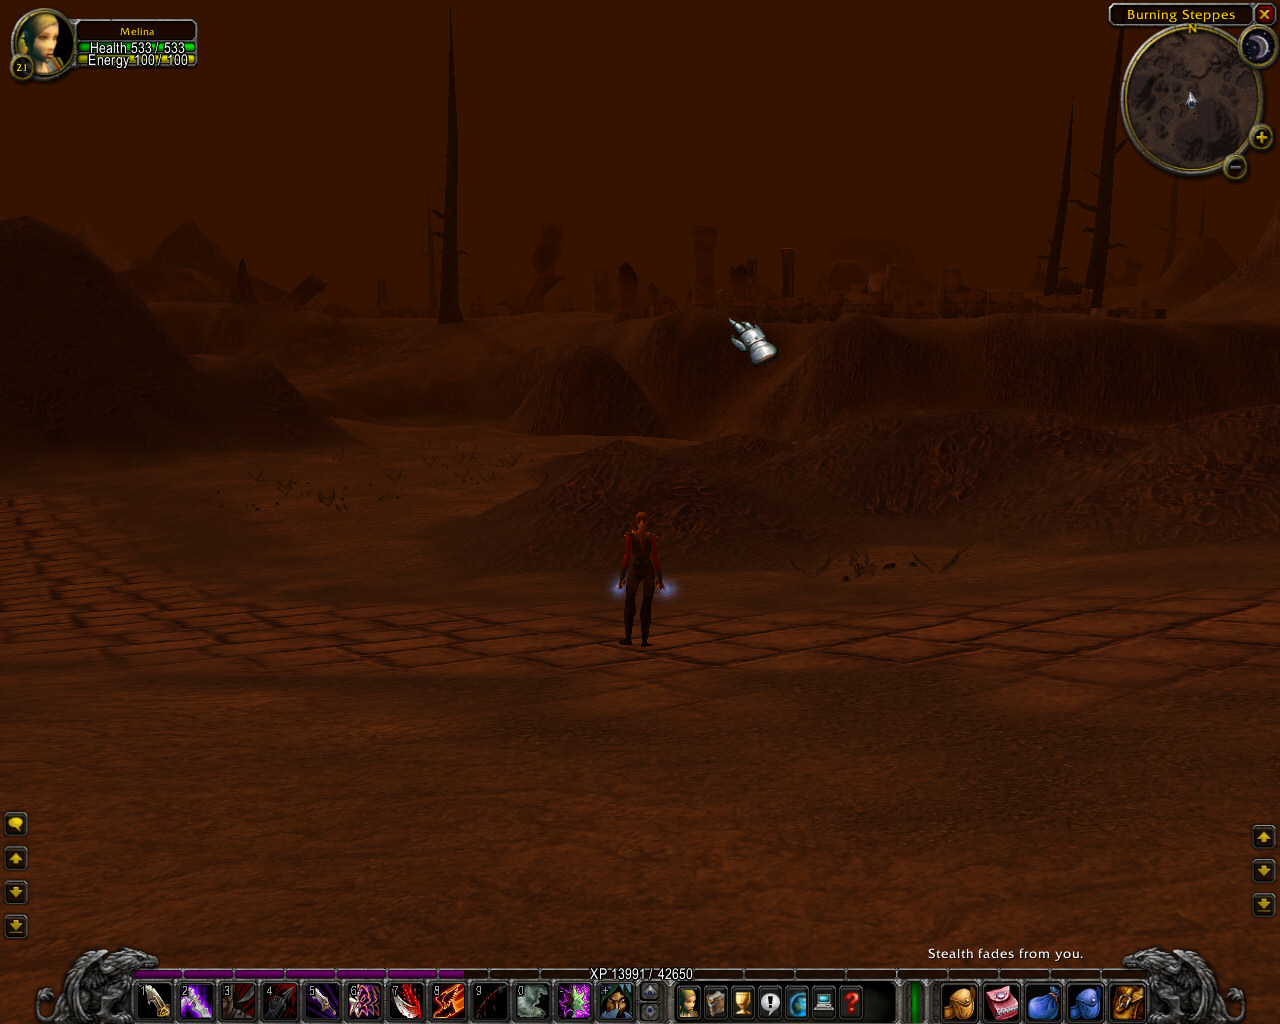 Melina
Health 533 / 533
Energy 100 / 100
21
Burning Steppes
N
Stealth fades from you.
XP 13991 / 42650
1 2 3 4 5 6 7 8 9 0 - +